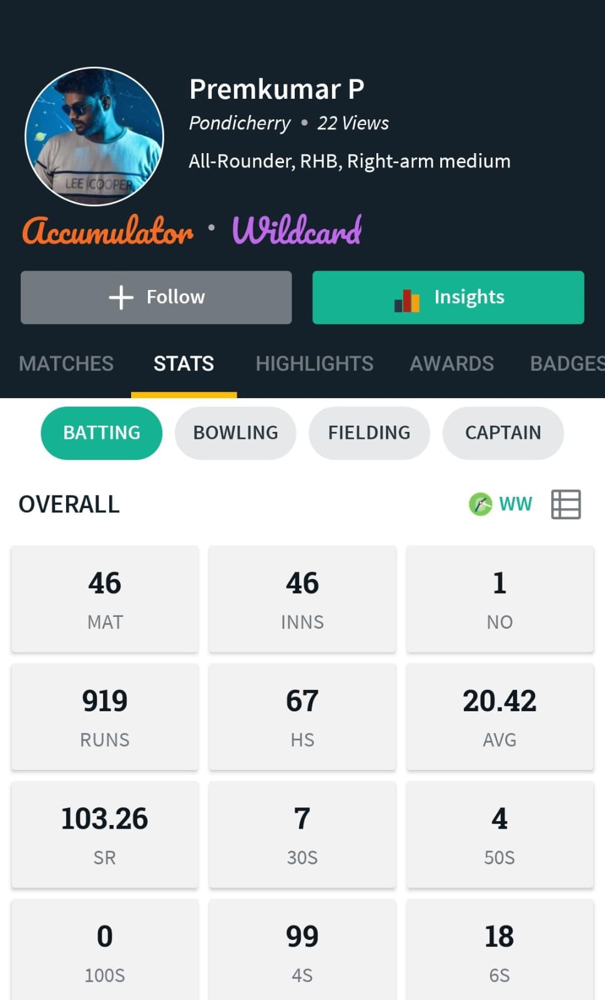 Premkumar P
Pondicherry • 22 Views
All-Rounder, RHB, Right-arm medium
LEE COOPER
Accumulator • Wildcard
+ Follow Insights
MATCHES STATS HIGHLIGHTS AWARDS BADGES
BATTING BOWLING FIELDING CAPTAIN
OVERALL WW
46 46 1
MAT INNS NO
919 67 20.42
RUNS HS AVG
103.26 7 4
SR 30S 50S
0 99 18
100S 4S 6S